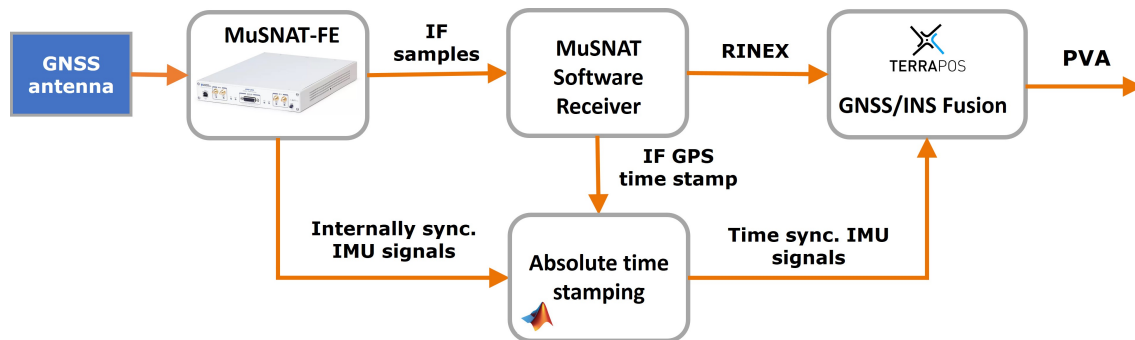 GNSS
antenna
MuSNAT-FE
IF
samples
MuSNAT
Software
Receiver
RINEX
TERRAPOS
GNSS/INS Fusion
PVA
IF GPS
time stamp
Internally sync.
IMU signals
Absolute time
stamping
Time sync. IMU
signals